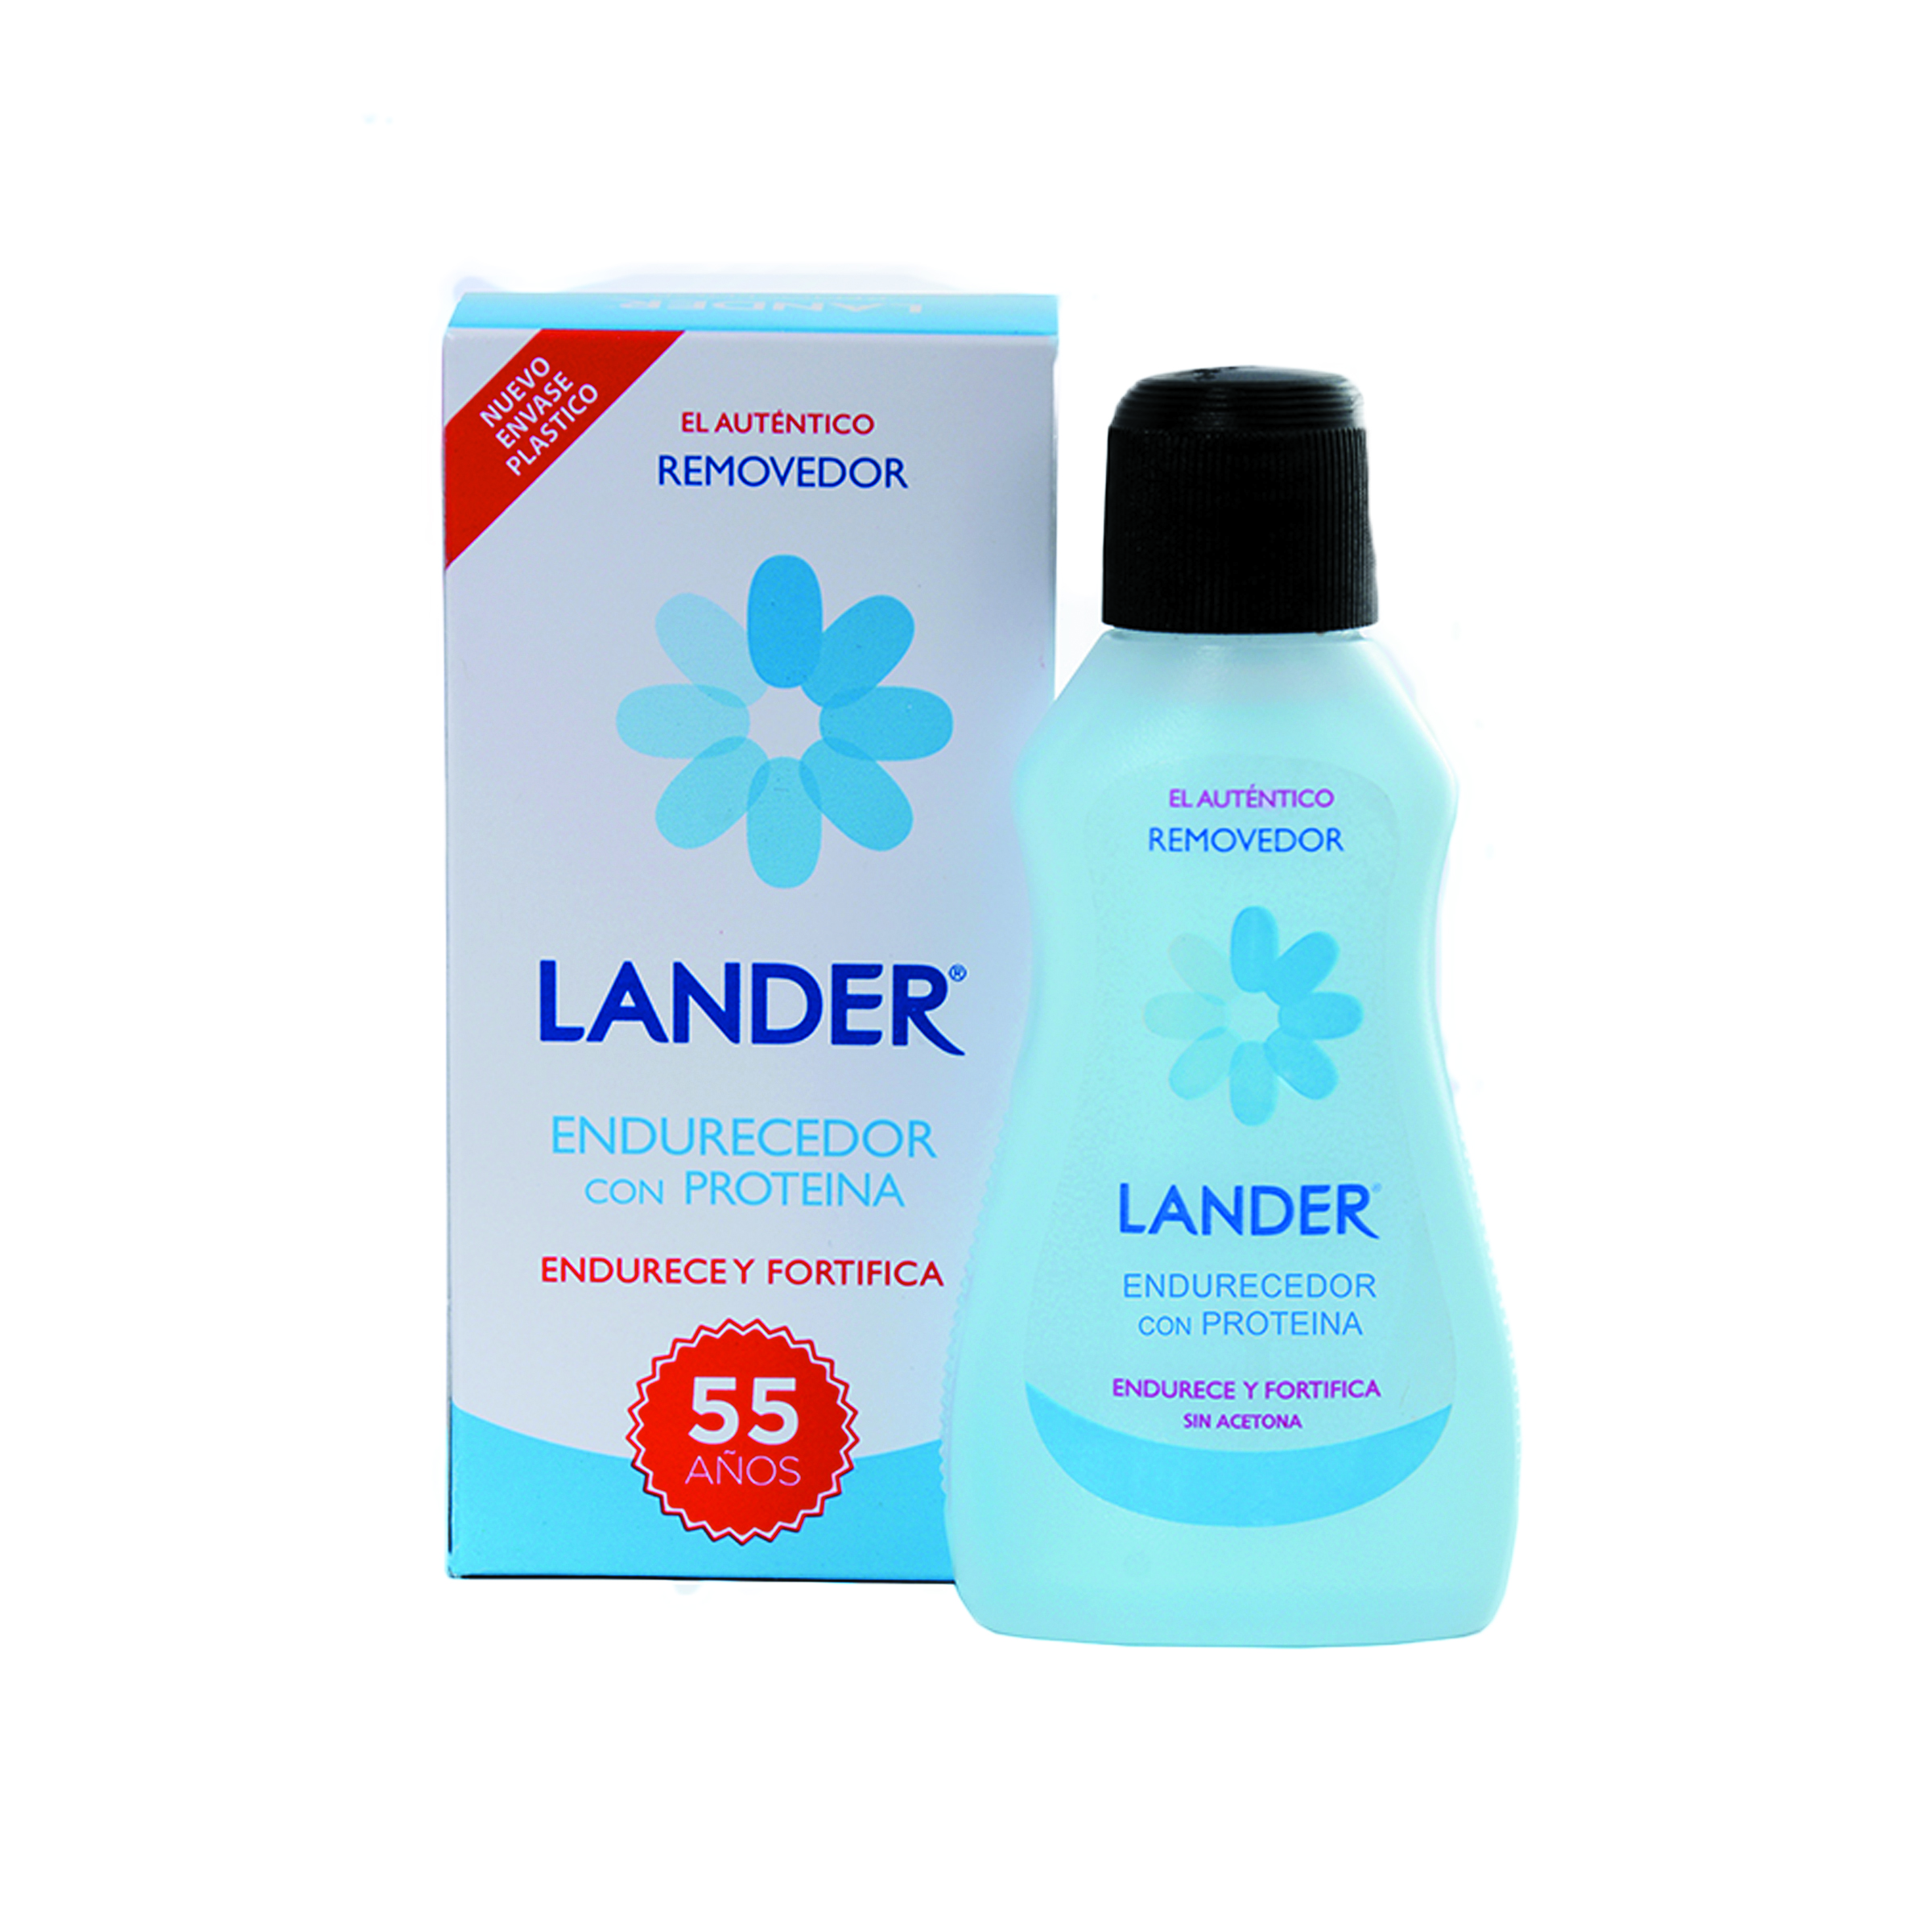 LANDER
NUEVO
ENVASE
PLASTICO
EL AUTÉNTICO
REMOVEDOR
LANDER®
ENDURECEDOR
CON PROTEINA
ENDURECE Y FORTIFICA
55
AÑOS
EL AUTÉNTICO
REMOVEDOR
LANDER®
ENDURECEDOR
CON PROTEINA
ENDURECE Y FORTIFICA
SIN ACETONA